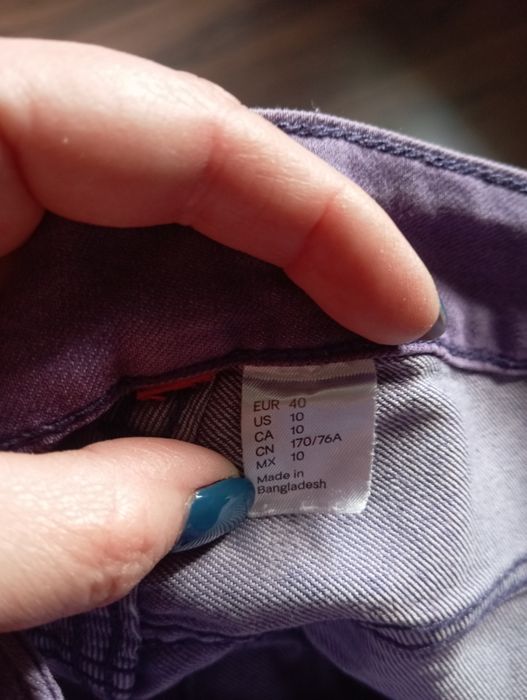 EUR 40
US 10
CA 10
CN 170/76A
MX 10
Made in
Bangladesh